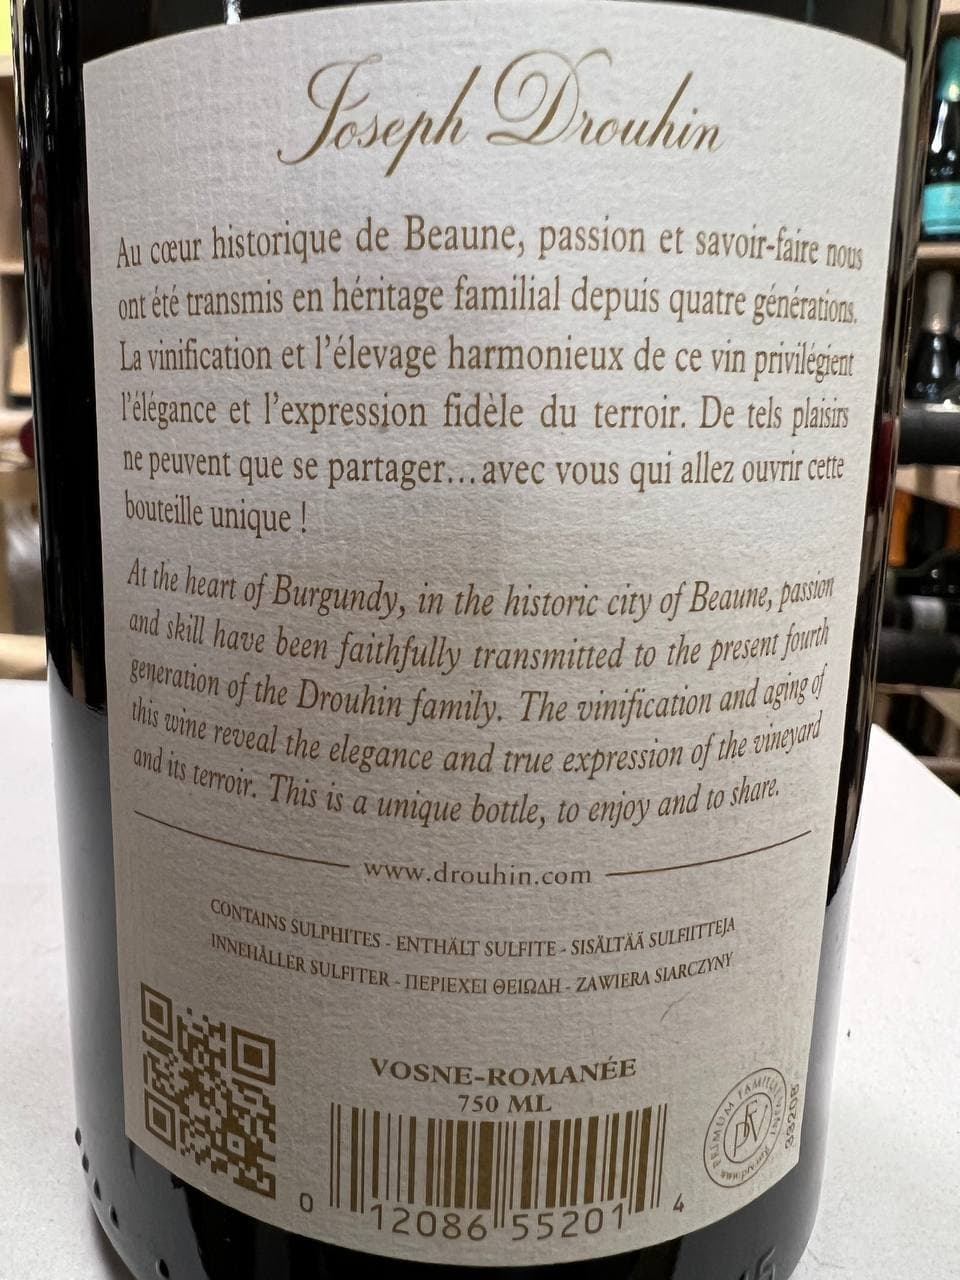 Joseph Drouhin
Au cœur historique de Beaune, passion et savoir-faire nous
ont été transmis en héritage familial depuis quatre générations.
La vinification et l'élevage harmonieux de ce vin privilégient
l'élégance et l'expression fidèle du terroir. De tels plaisirs
ne peuvent que se partager... avec vous qui allez ouvrir cette
bouteille unique !
At the heart of Burgundy, in the historic city of Beaune, passion
and skill have been faithfully transmitted to the present fourth
generation of the Drouhin family. The vinification and aging of
this wine reveal the elegance and true expression of the vineyard
and its terroir. This is a unique bottle, to enjoy and to share.
www.drouhin.com
CONTAINS SULPHITES - ENTHÄLT SULFITE - SISÄLTÄÄ SULFIITTEJA
INNEHÅLLER SULFITER - ΠΕΡΙΕΧΕΙ ΘΕΙΩΔΗ - ZAWIERA SIARCZYNY
VOSNE-ROMANÉE
750 ML
0 12086 55201 4
PREMIUM FAMILIÆ VINI
PFV
3920B